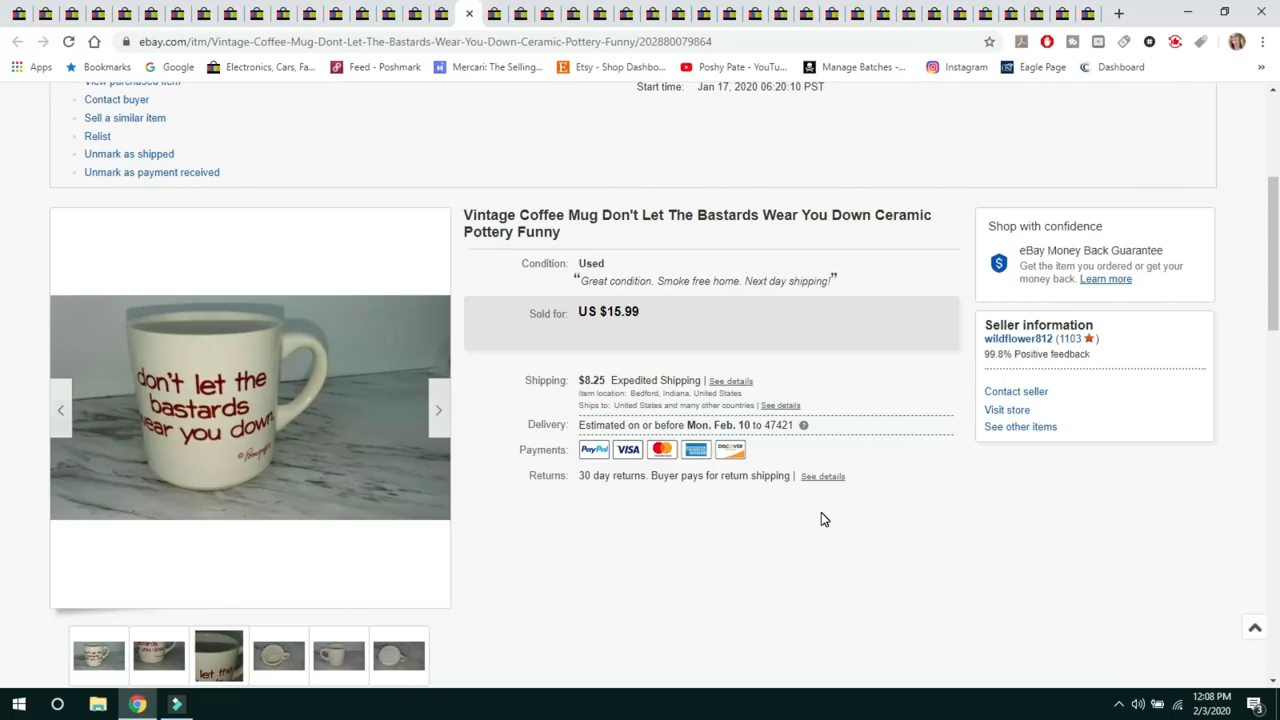 ebay.com/itm/Vintage-Coffee-Mug-Dont-Let-The-Bastards-Wear-You-Down-Ceramic-Pottery-Funny/202880079864
Apps
Bookmarks
Google
Electronics, Cars, Fa...
Feed - Poshmark
Mercari: The Selling...
Etsy - Shop Dashbo...
Poshy Pate - YouTu...
Manage Batches -...
Instagram
Eagle Page
Dashboard
»
View purchased item
Start time: Jan 17, 2020 06:20:10 PST
Contact buyer
Sell a similar item
Relist
Unmark as shipped
Unmark as payment received
Vintage Coffee Mug Don't Let The Bastards Wear You Down Ceramic
Pottery Funny
Condition: Used
“Great condition. Smoke free home. Next day shipping!”
Sold for: US $15.99
Shipping: $8.25 Expedited Shipping | See details
Item location: Bedford, Indiana, United States
Ships to: United States and many other countries | See details
Delivery: Estimated on or before Mon. Feb. 10 to 47421
Payments: PayPal VISA DISCOVER
Returns: 30 day returns. Buyer pays for return shipping | See details
Shop with confidence
eBay Money Back Guarantee
Get the item you ordered or get your
money back. Learn more
Seller information
wildflower812 (1103 )
99.8% Positive feedback
Contact seller
Visit store
See other items
don't let the
bastards
wear you down
12:08 PM
2/3/2020
3